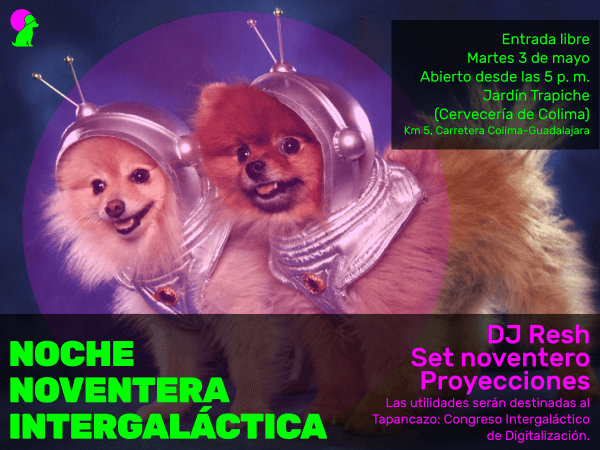 Entrada libre
Martes 3 de mayo
Abierto desde las 5 p. m.
Jardín Trapiche
(Cervecería de Colima)
Km 5, Carretera Colima-Guadalajara
NOCHE
NOVENTERA
INTERGALÁCTICA
DJ Resh
Set noventero
Proyecciones
Las utilidades serán destinadas al
Tapancazo: Congreso Intergaláctico
de Digitalización.